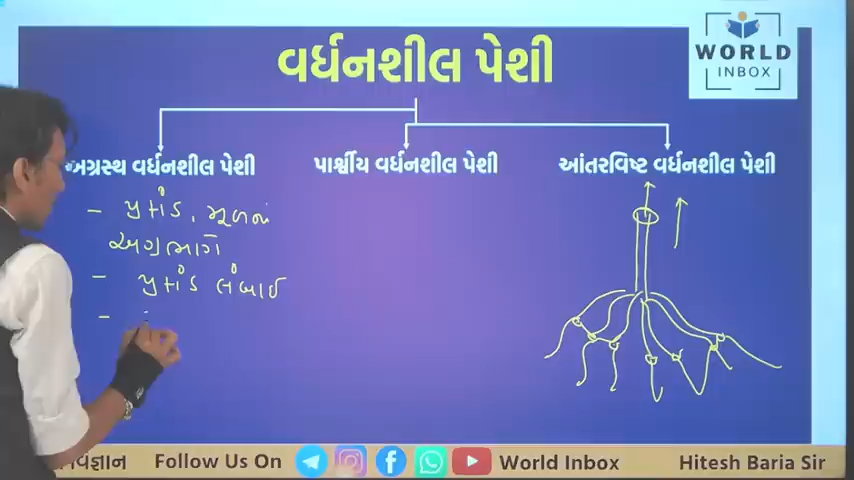 WORLD
INBOX
વર્ધનશીલ પેશી
અગ્રસ્થ વર્ધનશીલ પેશી
પાર્શ્વીય વર્ધનશીલ પેશી
આંતરવિષ્ટ વર્ધનશીલ પેશી
- પ્રકાંડ, મૂળનાં
અગ્રભાગે
- પ્રકાંડ લંબાઈ
-
વિજ્ઞાન
Follow Us On
World Inbox
Hitesh Baria Sir